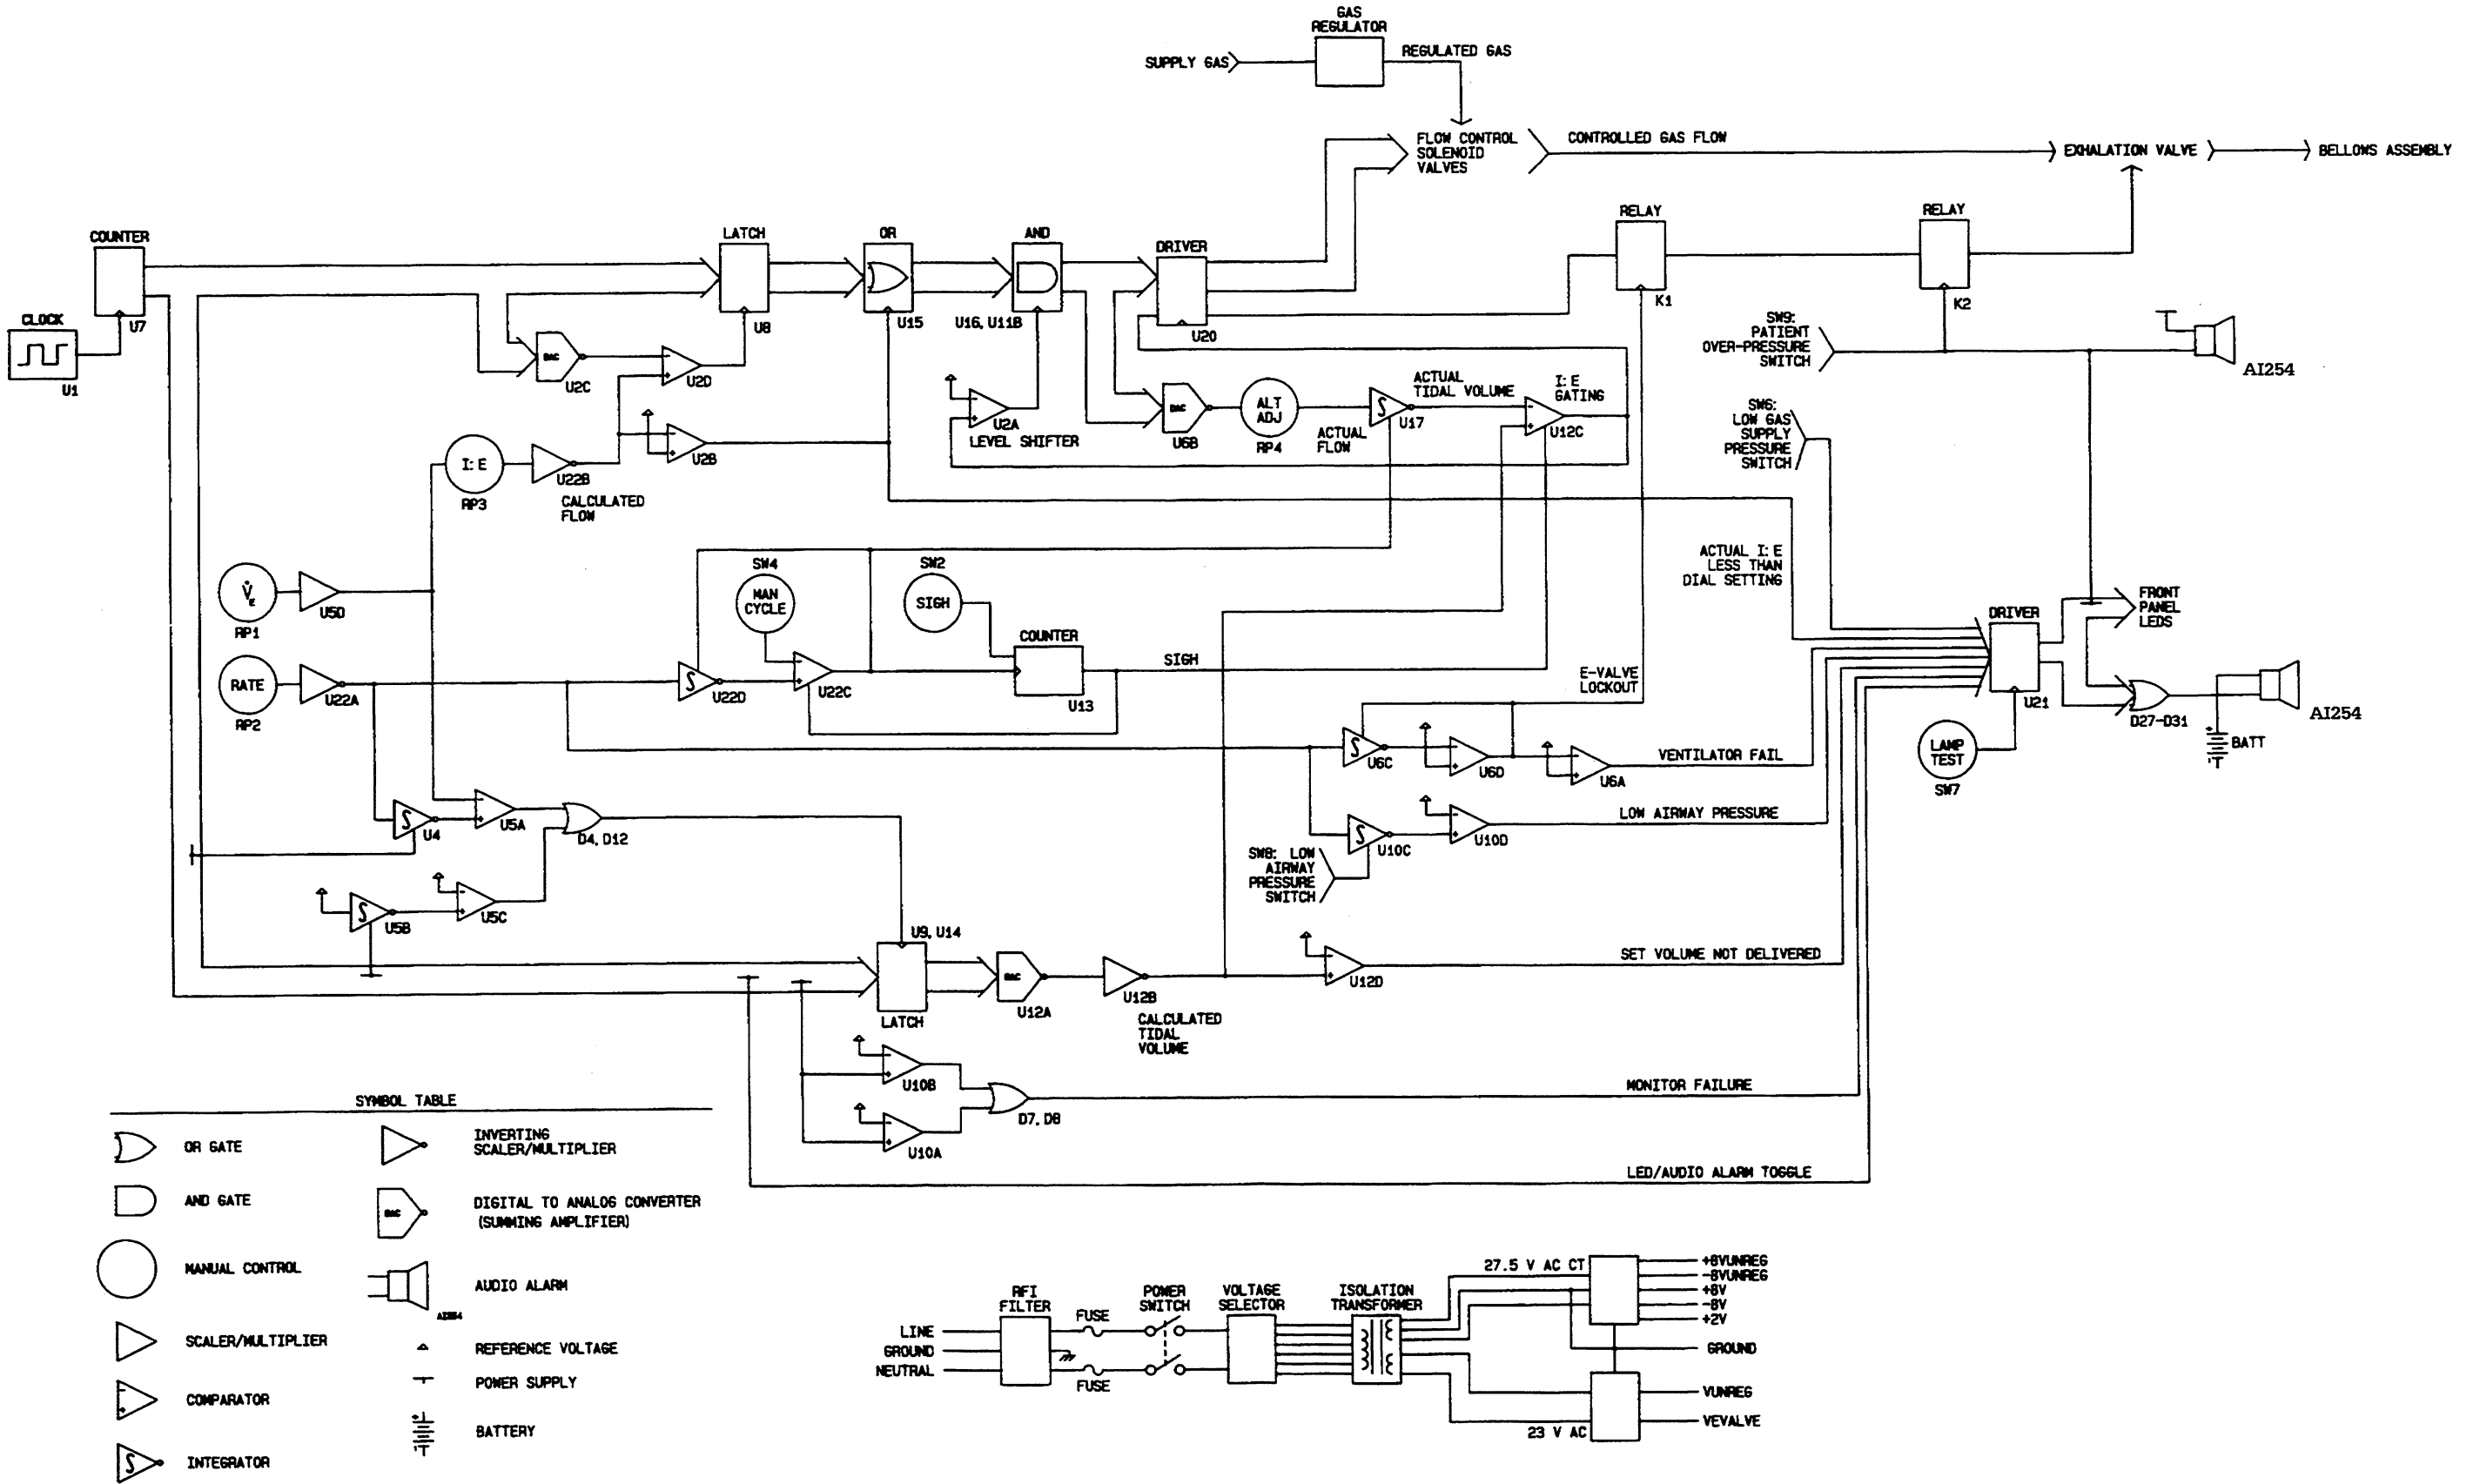 GAS
REGULATOR
SUPPLY GAS
REGULATED GAS
FLOW CONTROL
SOLENOID
VALVES
CONTROLLED GAS FLOW
EXHALATION VALVE
BELLOWS ASSEMBLY
COUNTER
U7
CLOCK
U1
LATCH
U8
OR
U15
AND
U16, U11B
DRIVER
U20
RELAY
K1
RELAY
K2
DAC
U2C
U2D
U2B
U2A
LEVEL SHIFTER
DAC
U6B
ALT
ADJ
RP4
ACTUAL
FLOW
U17
ACTUAL
TIDAL VOLUME
I:E
GATING
U12C
SW9:
PATIENT
OVER-PRESSURE
SWITCH
AI254
SW6:
LOW GAS
SUPPLY
PRESSURE
SWITCH
I:E
RP3
U22B
CALCULATED
FLOW
V̇E
RP1
U5D
RATE
RP2
U22A
SW4
MAN
CYCLE
SW2
SIGH
COUNTER
U13
U22D
U22C
SIGH
ACTUAL I:E
LESS THAN
DIAL SETTING
E-VALVE
LOCKOUT
DRIVER
U21
FRONT
PANEL
LEDS
D27-D31
AI254
BATT
LAMP
TEST
SW7
U6C
U6D
U6A
VENTILATOR FAIL
U10C
U10D
LOW AIRWAY PRESSURE
SW8: LOW
AIRWAY
PRESSURE
SWITCH
U4
U5A
D4, D12
U5B
U5C
U9, U14
LATCH
DAC
U12A
U12B
CALCULATED
TIDAL
VOLUME
U12D
SET VOLUME NOT DELIVERED
U10B
U10A
D7, D8
MONITOR FAILURE
LED/AUDIO ALARM TOGGLE
SYMBOL TABLE
OR GATE
AND GATE
MANUAL CONTROL
SCALER/MULTIPLIER
COMPARATOR
INTEGRATOR
INVERTING
SCALER/MULTIPLIER
DAC
DIGITAL TO ANALOG CONVERTER
(SUMMING AMPLIFIER)
AUDIO ALARM
AI254
REFERENCE VOLTAGE
POWER SUPPLY
BATTERY
LINE
GROUND
NEUTRAL
RFI
FILTER
FUSE
FUSE
POWER
SWITCH
VOLTAGE
SELECTOR
ISOLATION
TRANSFORMER
27.5 V AC CT
23 V AC
+8VUNREG
-8VUNREG
+8V
-8V
+2V
GROUND
VUNREG
VEVALVE